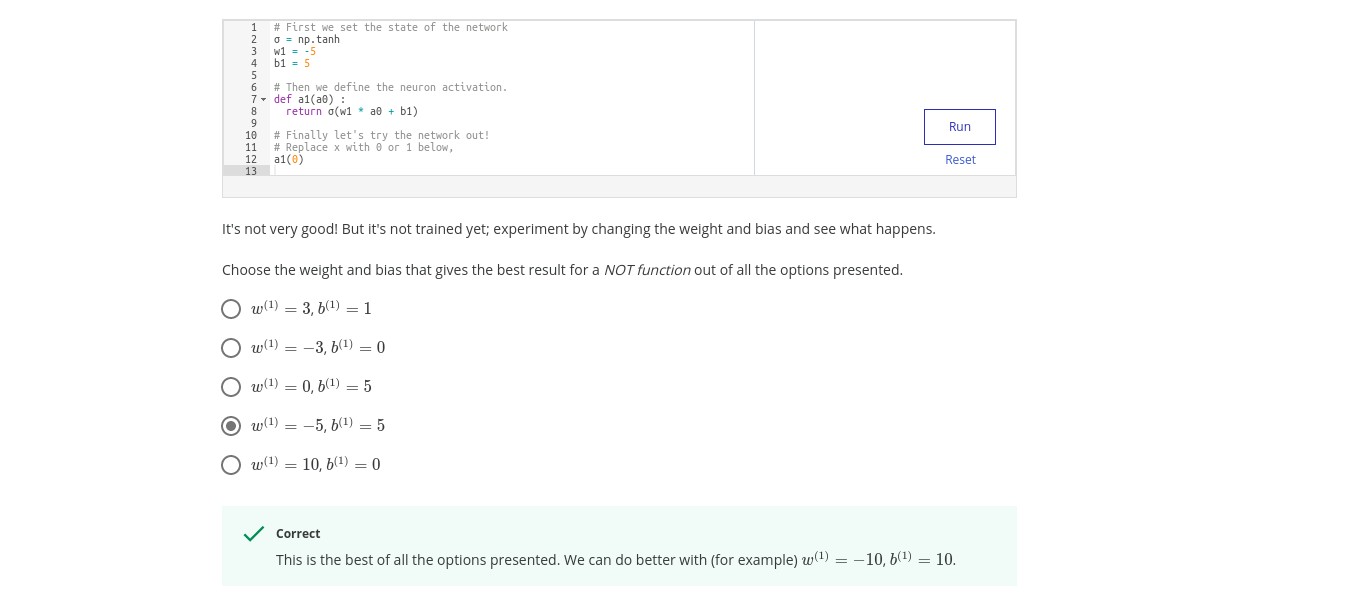 1 # First we set the state of the network
2 σ = np.tanh
3 w1 = -5
4 b1 = 5
5
6 # Then we define the neuron activation.
7 def a1(a0) :
8   return σ(w1 * a0 + b1)
9
10 # Finally let's try the network out!
11 # Replace x with 0 or 1 below,
12 a1(0)
13
Run
Reset
It's not very good! But it's not trained yet; experiment by changing the weight and bias and see what happens.
Choose the weight and bias that gives the best result for a NOT function out of all the options presented.
w⁽¹⁾ = 3, b⁽¹⁾ = 1
w⁽¹⁾ = −3, b⁽¹⁾ = 0
w⁽¹⁾ = 0, b⁽¹⁾ = 5
w⁽¹⁾ = −5, b⁽¹⁾ = 5
w⁽¹⁾ = 10, b⁽¹⁾ = 0
Correct
This is the best of all the options presented. We can do better with (for example) w⁽¹⁾ = −10, b⁽¹⁾ = 10.